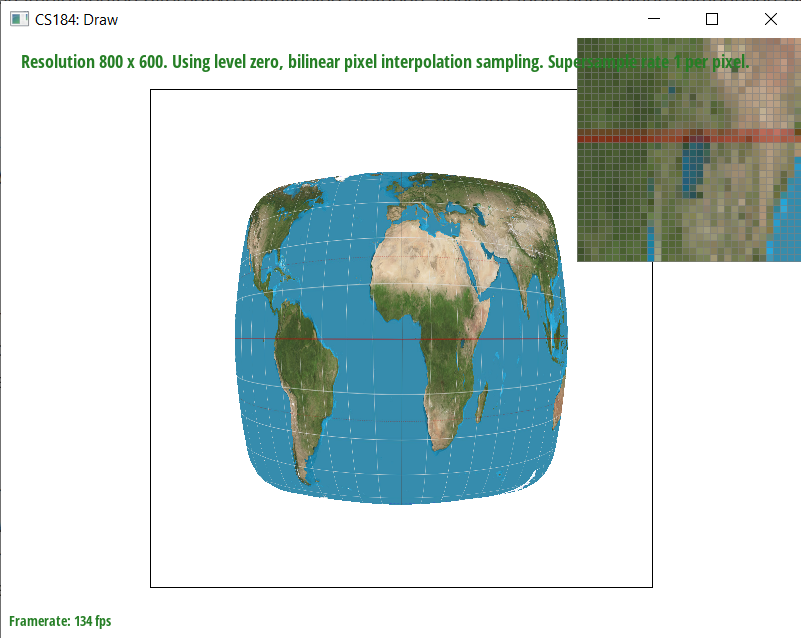 CS184: Draw
Resolution 800 x 600. Using level zero, bilinear pixel interpolation sampling. Supersample rate 1 per pixel.
Framerate: 134 fps